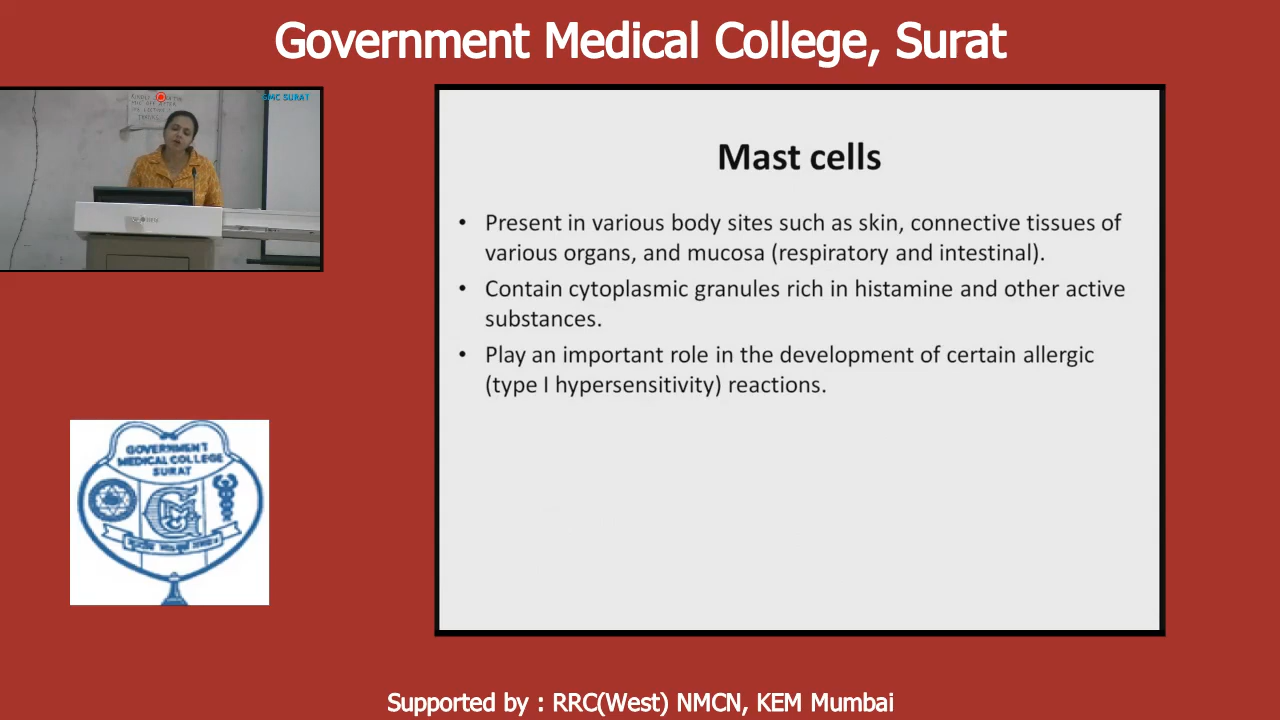 Government Medical College, Surat
GMC SURAT
Mast cells
• Present in various body sites such as skin, connective tissues of
various organs, and mucosa (respiratory and intestinal).
• Contain cytoplasmic granules rich in histamine and other active
substances.
• Play an important role in the development of certain allergic
(type I hypersensitivity) reactions.
GOVERNMENT
MEDICAL COLLEGE
SURAT
Supported by : RRC(West) NMCN, KEM Mumbai